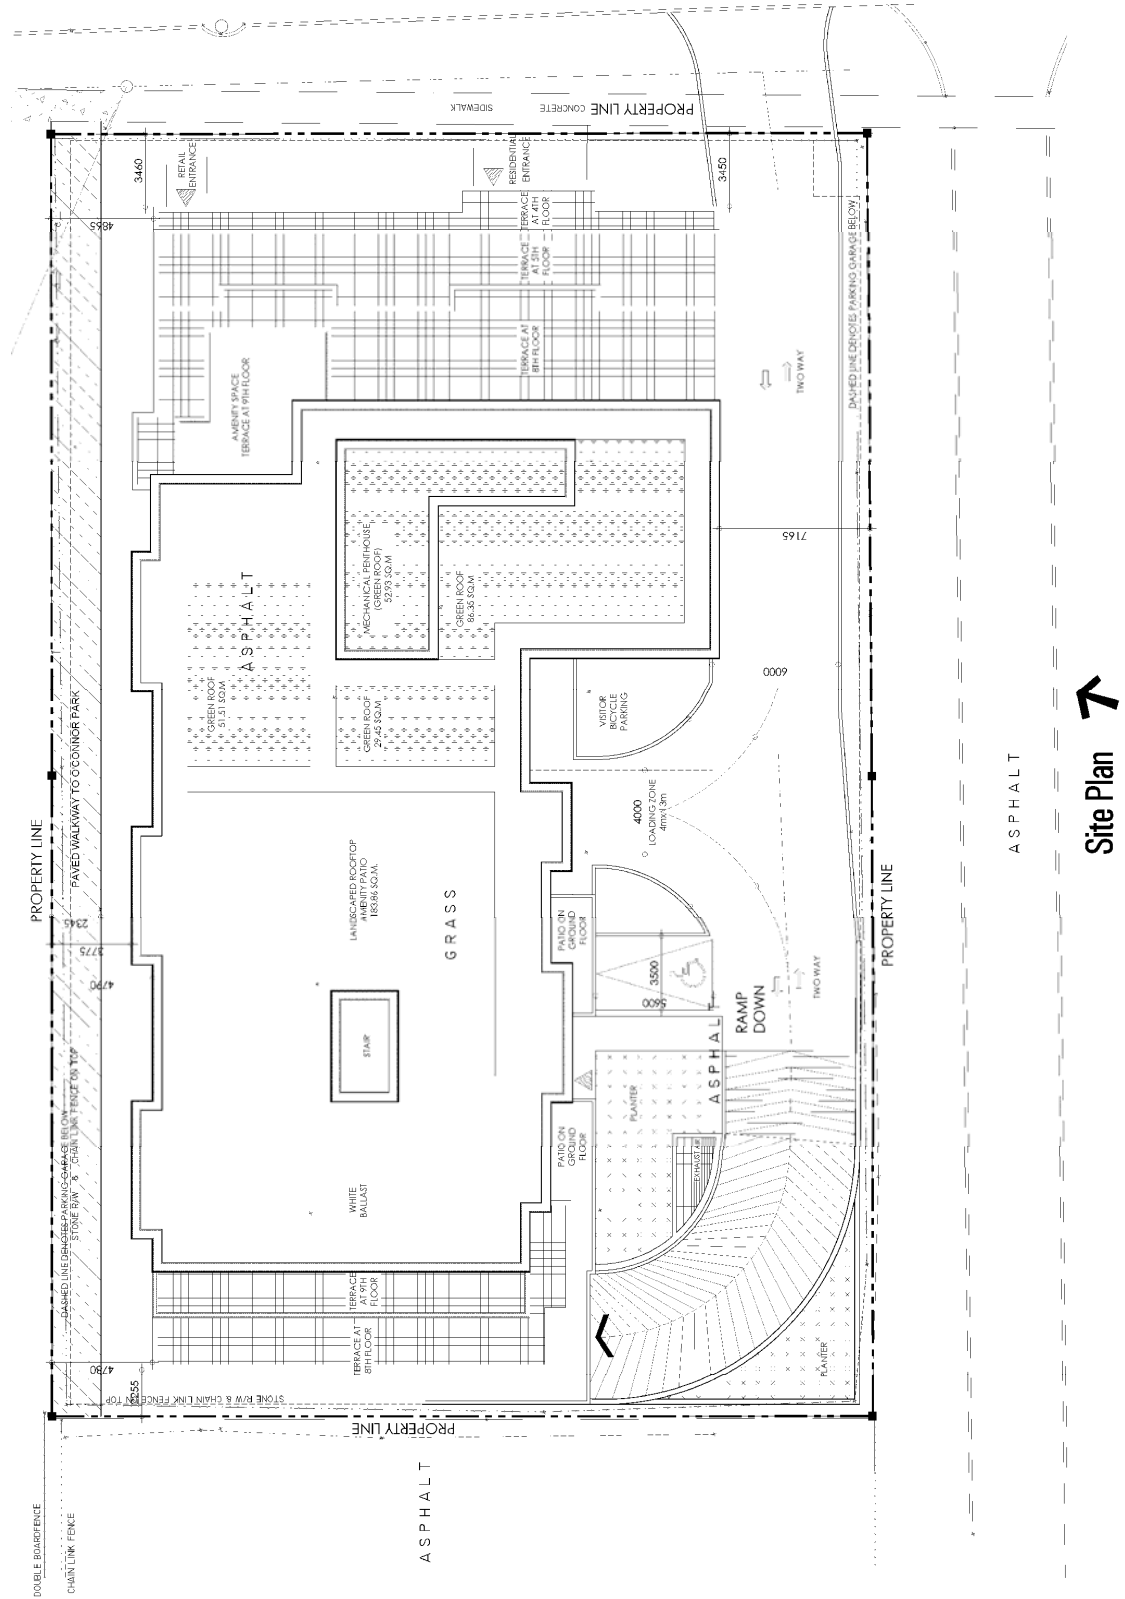 SIDEWALK
CONCRETE
PROPERTY LINE
RETAIL
ENTRANCE
RESIDENTIAL
ENTRANCE
3460
3450
4865
TERRACE
AT 4TH
FLOOR
TERRACE
AT 5TH
FLOOR
TERRACE AT
8TH FLOOR
AMENITY SPACE
TERRACE AT 9TH FLOOR
TWO WAY
DASHED LINE DENOTES PARKING GARAGE BELOW
7165
MECHANICAL PENTHOUSE
(GREEN ROOF)
52.93 SQ.M
GREEN ROOF
86.35 SQ.M
ASPHALT
GREEN ROOF
51.51 SQ.M
GREEN ROOF
29.45 SQ.M
VISITOR
BICYCLE
PARKING
6000
4000
LOADING ZONE
4mx13m
PAVED WALKWAY TO O'CONNOR PARK
PROPERTY LINE
2345
3775
4790
LANDSCAPED ROOFTOP
AMENITY PATIO
183.86 SQ.M.
GRASS
PATIO ON
GROUND
FLOOR
3500
5600
RAMP
DOWN
TWO WAY
PROPERTY LINE
ASPHALT
STAIR
ASPHALT
PLANTER
PATIO ON
GROUND
FLOOR
EXHAUST AIR
WHITE
BALLAST
DASHED LINE DENOTES PARKING GARAGE BELOW
STONE R/W & CHAIN LINK FENCE ON TOP
TERRACE
AT 9TH
FLOOR
TERRACE AT
8TH FLOOR
PLANTER
4780
STONE R/W & CHAIN LINK FENCE ON TOP
PROPERTY LINE
ASPHALT
DOUBLE BOARDFENCE
CHAIN LINK FENCE
Site Plan